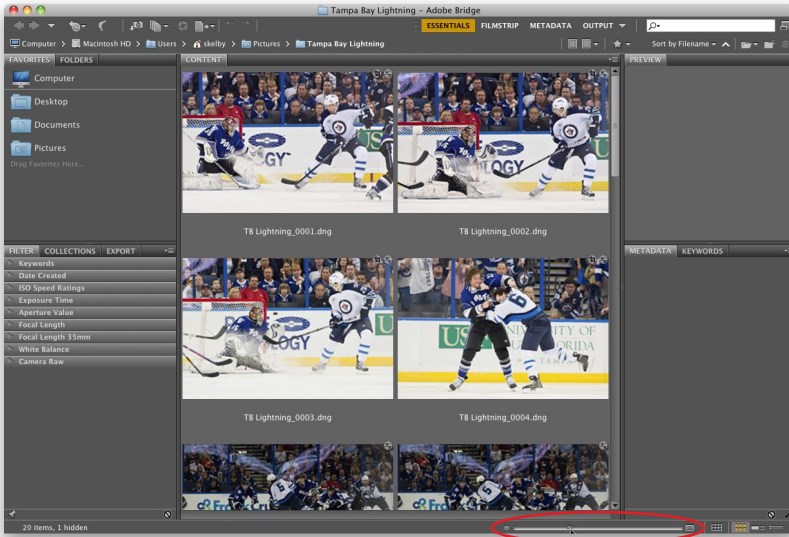 Tampa Bay Lightning – Adobe Bridge
ESSENTIALS FILMSTRIP METADATA OUTPUT
Computer > Macintosh HD > Users > skelby > Pictures > Tampa Bay Lightning
Sort by Filename
FAVORITES FOLDERS
CONTENT
PREVIEW
Computer
Desktop
Documents
Pictures
Drag Favorites Here...
TB Lightning_0001.dng
TB Lightning_0002.dng
FILTER COLLECTIONS EXPORT
METADATA KEYWORDS
Keywords
Date Created
ISO Speed Ratings
Exposure Time
Aperture Value
Focal Length
Focal Length 35mm
White Balance
Camera Raw
TB Lightning_0003.dng
TB Lightning_0004.dng
20 items, 1 hidden